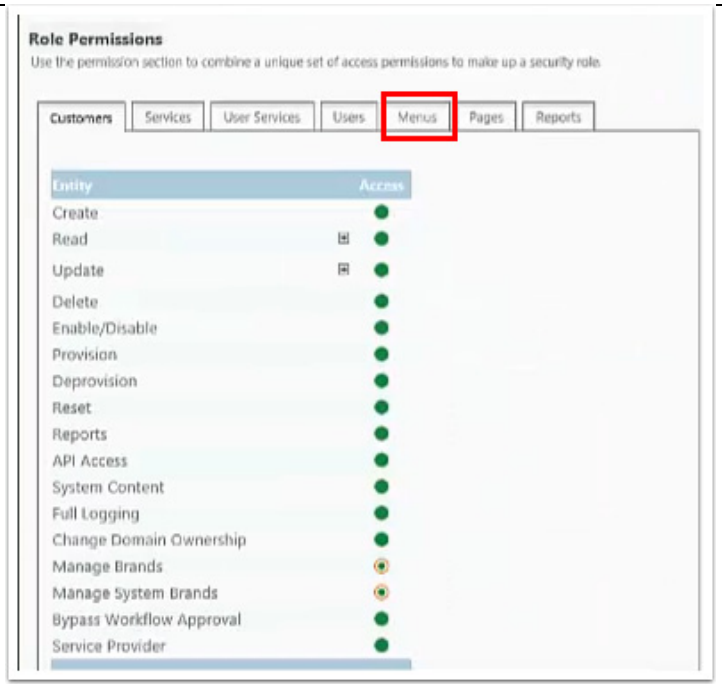 Role Permissions
Use the permission section to combine a unique set of access permissions to make up a security role.
Customers Services User Services Users Menus Pages Reports
Entity Access
Create
Read
Update
Delete
Enable/Disable
Provision
Deprovision
Reset
Reports
API Access
System Content
Full Logging
Change Domain Ownership
Manage Brands
Manage System Brands
Bypass Workflow Approval
Service Provider